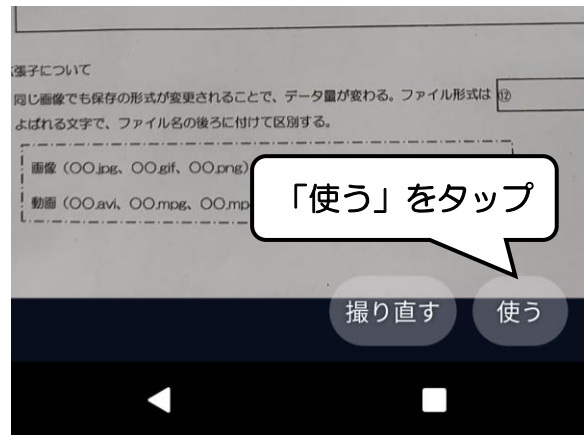 張子について
同じ画像でも保存の形式が変更されることで、データ量が変わる。ファイル形式は ⑫
よばれる文字で、ファイル名の後ろに付けて区別する。
画像（〇〇.jpg、〇〇.gif、〇〇.png）
動画（〇〇.avi、〇〇.mpg、〇〇.mp
「使う」をタップ
撮り直す 使う